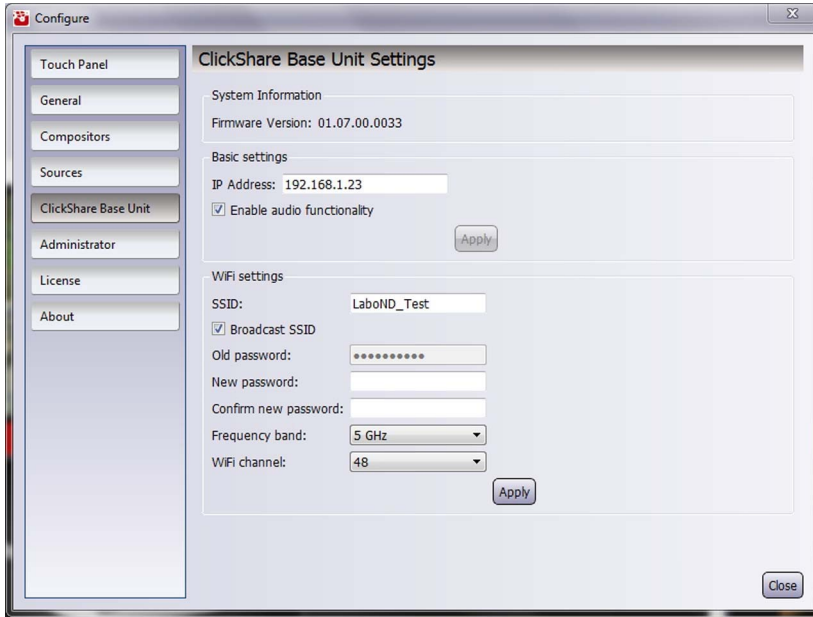 Configure
Touch Panel
General
Compositors
Sources
ClickShare Base Unit
Administrator
License
About
ClickShare Base Unit Settings
System Information
Firmware Version: 01.07.00.0033
Basic settings
IP Address: 192.168.1.23
Enable audio functionality
Apply
WiFi settings
SSID: LaboND_Test
Broadcast SSID
Old password: ●●●●●●●●●●
New password:
Confirm new password:
Frequency band: 5 GHz
WiFi channel: 48
Apply
Close